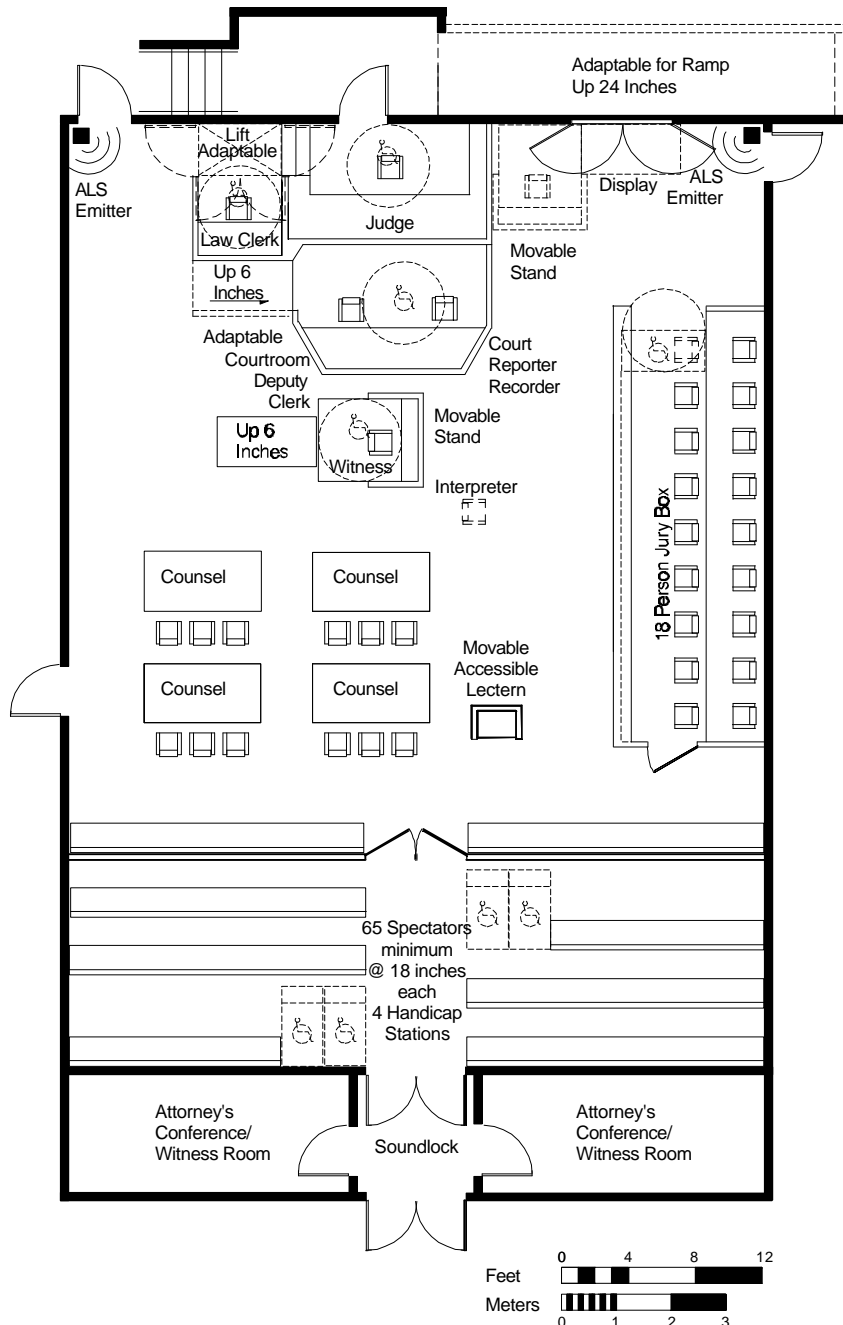 Adaptable for Ramp
Up 24 Inches
Lift
Adaptable
ALS
Emitter
Law Clerk
Judge
Display
ALS
Emitter
Movable
Stand
Up 6
Inches
Adaptable
Courtroom
Deputy
Clerk
Court
Reporter
Recorder
Up 6
Inches
Witness
Movable
Stand
Interpreter
18 Person Jury Box
Counsel
Counsel
Counsel
Counsel
Movable
Accessible
Lectern
65 Spectators
minimum
@ 18 inches
each
4 Handicap
Stations
Attorney's
Conference/
Witness Room
Soundlock
Attorney's
Conference/
Witness Room
Feet
0 4 8 12
Meters
0 1 2 3